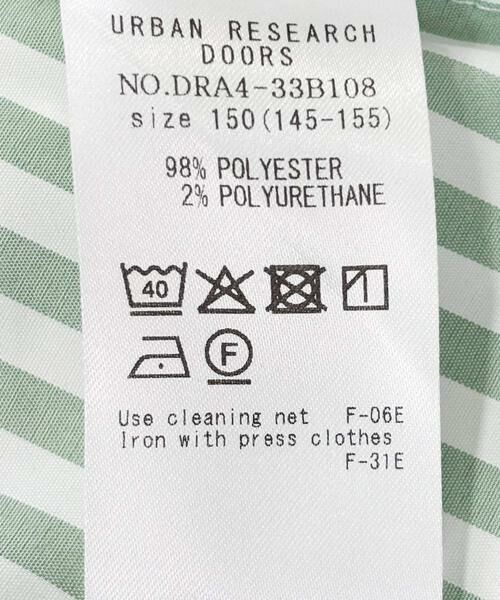 URBAN RESEARCH
DOORS
NO.DRA4-33B108
size 150(145-155)
98% POLYESTER
2% POLYURETHANE
40
F
Use cleaning net F-06E
Iron with press clothes
F-31E